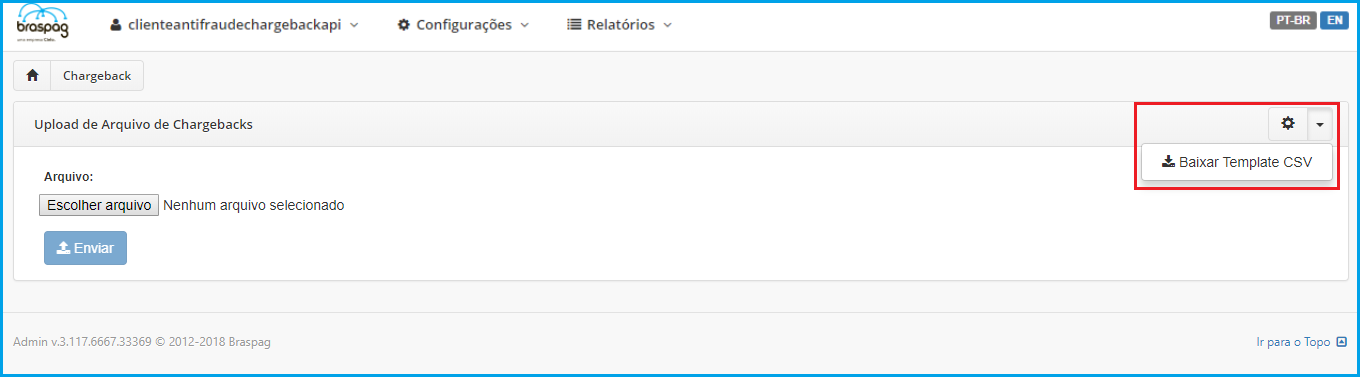 braspag
uma empresa Cielo.
clienteantifraudechargebackapi
Configurações
Relatórios
PT-BR
EN
Chargeback
Upload de Arquivo de Chargebacks
Baixar Template CSV
Arquivo:
Escolher arquivo Nenhum arquivo selecionado
Enviar
Admin v.3.117.6667.33369 © 2012-2018 Braspag
Ir para o Topo